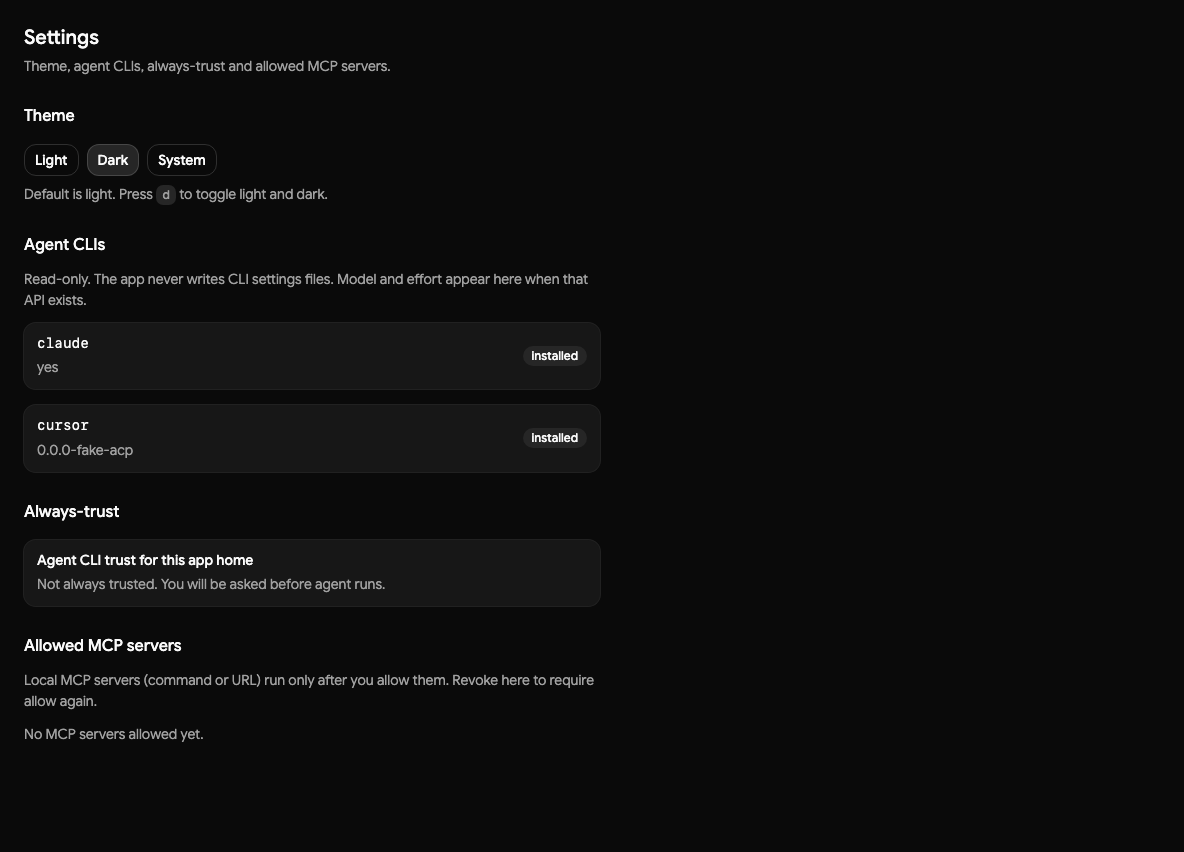 Settings
Theme, agent CLIs, always-trust and allowed MCP servers.
Theme
Light Dark System
Default is light. Press d to toggle light and dark.
Agent CLIs
Read-only. The app never writes CLI settings files. Model and effort appear here when that
API exists.
claude
yes
installed
cursor
0.0.0-fake-acp
installed
Always-trust
Agent CLI trust for this app home
Not always trusted. You will be asked before agent runs.
Allowed MCP servers
Local MCP servers (command or URL) run only after you allow them. Revoke here to require
allow again.
No MCP servers allowed yet.